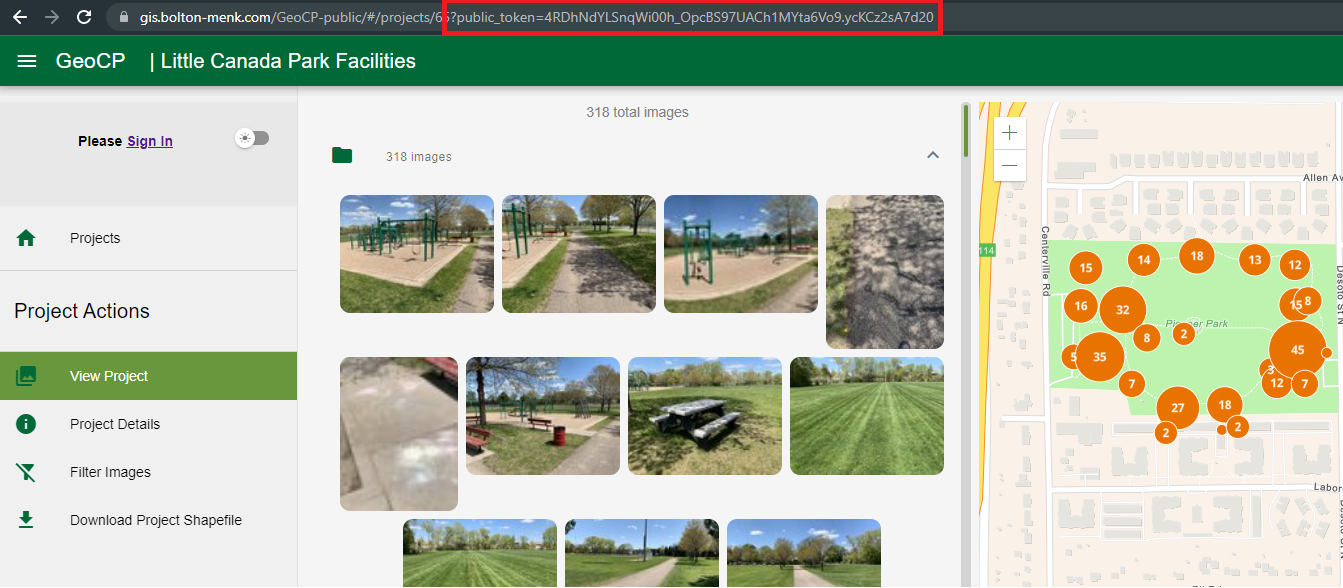 gis.bolton-menk.com/GeoCP-public/#/projects/65?public_token=4RDhNdYLSnqWi00h_OpcBS97UACh1MYta6Vo9.ycKCz2sA7d20
GeoCP | Little Canada Park Facilities
318 total images
Please Sign In
318 images
Projects
Project Actions
View Project
Project Details
Filter Images
Download Project Shapefile
+
−
Allen Av
114
Centerville Rd
Desoto St N
Pioneer Park
15
14
18
13
12
16
32
15
8
8
2
5
35
45
3
7
12
7
27
18
2
2
Labor